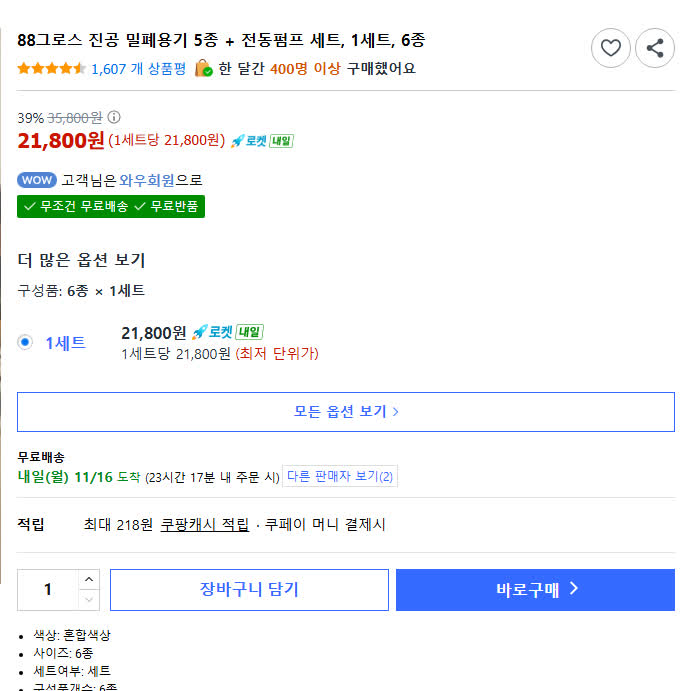 88그로스 진공 밀폐용기 5종 + 전동펌프 세트, 1세트, 6종
1,607 개 상품평 한 달간 400명 이상 구매했어요
39% 35,800원
21,800원 (1세트당 21,800원) 로켓 내일
WOW 고객님은 와우회원으로
무조건 무료배송 무료반품
더 많은 옵션 보기
구성품: 6종 × 1세트
1세트
21,800원 로켓 내일
1세트당 21,800원 (최저 단위가)
모든 옵션 보기 >
무료배송
내일(월) 11/16 도착 (23시간 17분 내 주문 시) 다른 판매자 보기(2)
적립 최대 218원 쿠팡캐시 적립 · 쿠페이 머니 결제시
1 장바구니 담기 바로구매 >
• 색상: 혼합색상
• 사이즈: 6종
• 세트여부: 세트
• 구성품개수: 6종